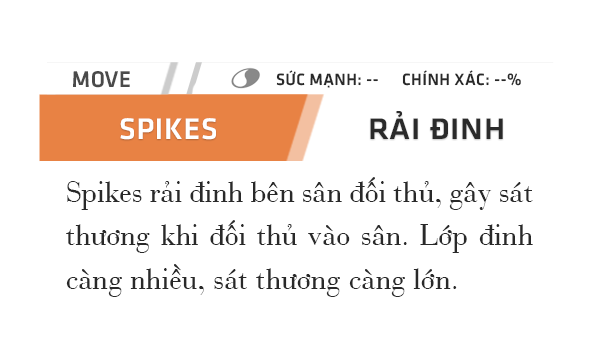 MOVE SỨC MẠNH: -- CHÍNH XÁC: --%
SPIKES RẢI ĐINH
Spikes rải đinh bên sân đối thủ, gây sát
thương khi đối thủ vào sân. Lớp đinh
càng nhiều, sát thương càng lớn.